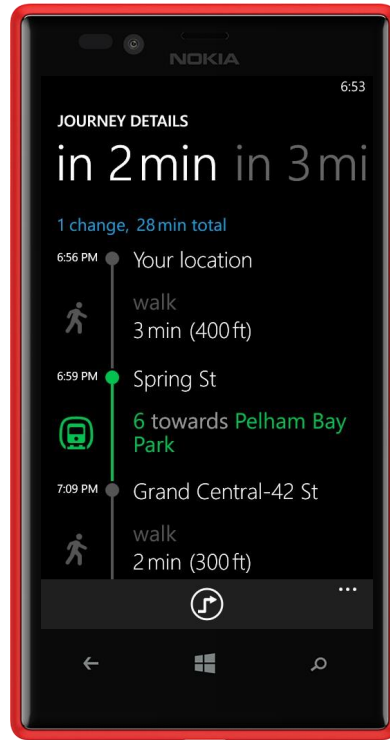 NOKIA
6:53
JOURNEY DETAILS
in 2 min in 3 mi
1 change, 28 min total
6:56 PM Your location
walk
3 min (400 ft)
6:59 PM Spring St
6 towards Pelham Bay
Park
7:09 PM Grand Central-42 St
walk
2 min (300 ft)
...